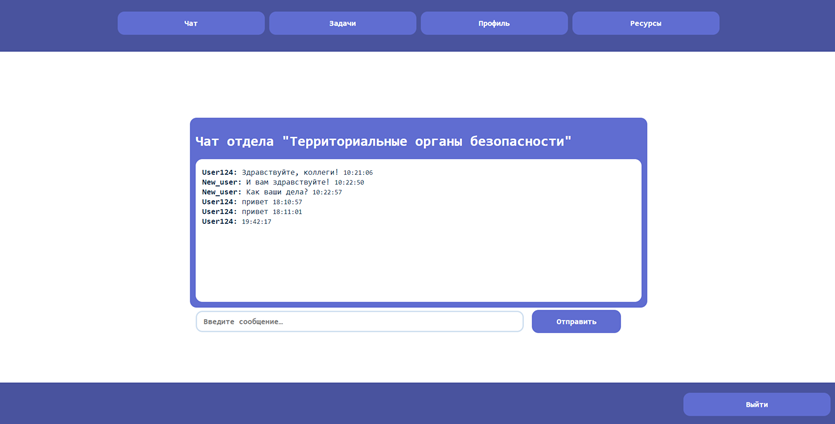 Чат
Задачи
Профиль
Ресурсы
Чат отдела "Территориальные органы безопасности"
User124: Здравствуйте, коллеги! 10:21:06
New_user: И вам здравствуйте! 10:22:50
New_user: Как ваши дела? 10:22:57
User124: привет 18:10:57
User124: привет 18:11:01
User124: 19:42:17
Введите сообщение…
Отправить
Выйти